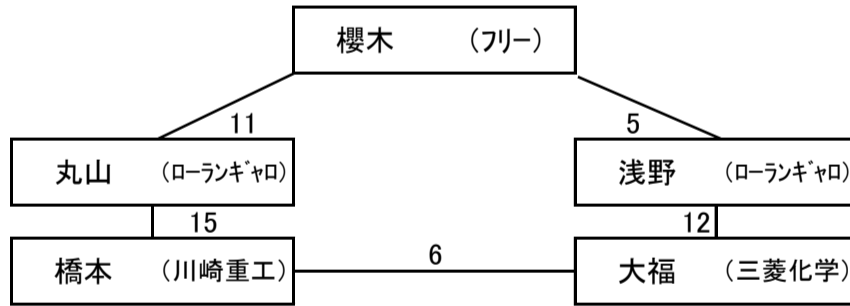 櫻木 （フリー）
11 5
丸山 （ﾛｰﾗﾝｷﾞｬﾛ） 浅野 （ﾛｰﾗﾝｷﾞｬﾛ）
15 12
橋本 （川崎重工） 6 大福 （三菱化学）